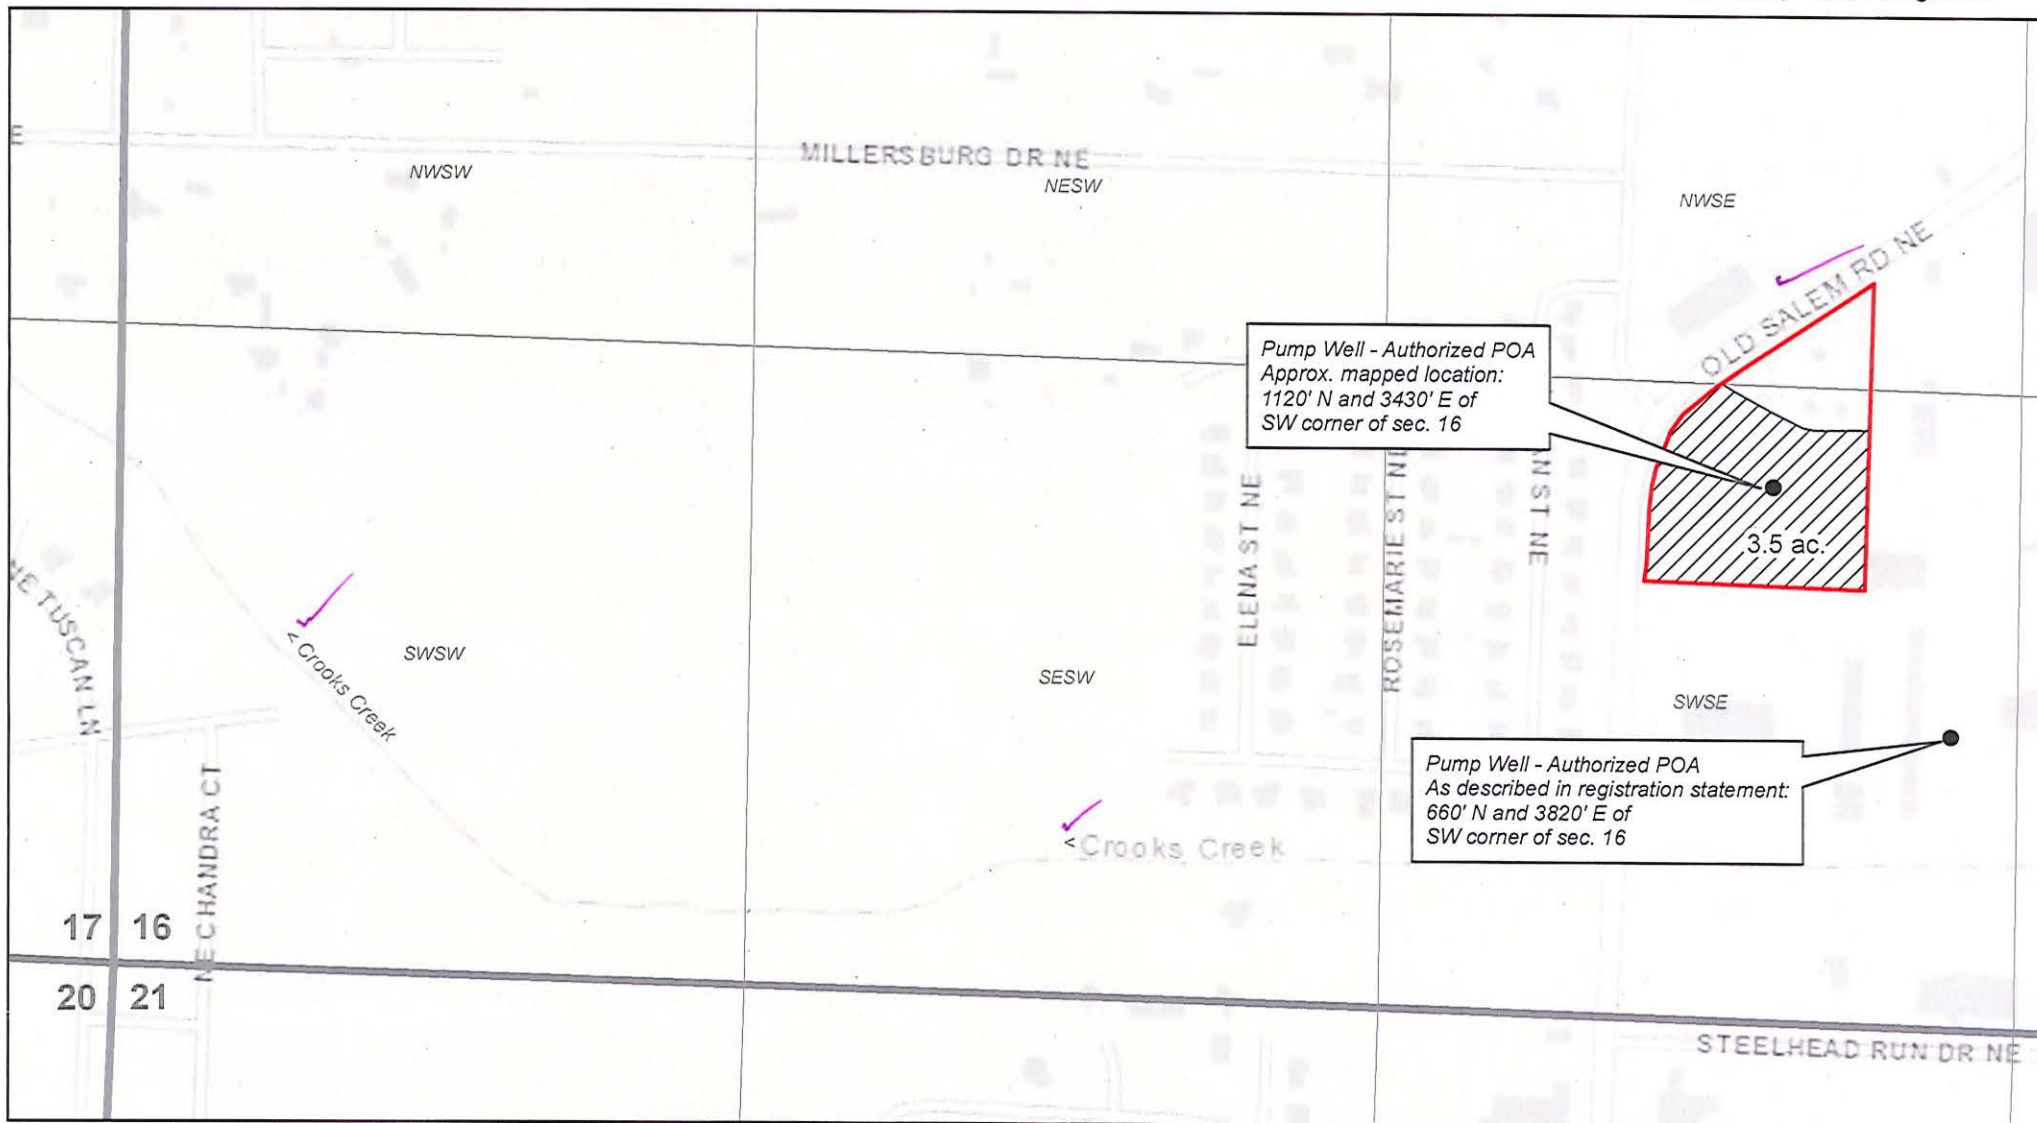 MILLERSBURG DR NE
E
NWSW
NESW
NWSE
OLD SALEM RD NE
Pump Well - Authorized POA
Approx. mapped location:
1120' N and 3430' E of
SW corner of sec. 16
3.5 ac.
ELENA ST NE
ROSEMARIE ST NE
ST NE
NE TUSCAN LN
< Crooks Creek
SWSW
SESW
SWSE
Pump Well - Authorized POA
As described in registration statement:
660' N and 3820' E of
SW corner of sec. 16
< Crooks Creek
NE CHANDRA CT
17 16
20 21
STEELHEAD RUN DR NE